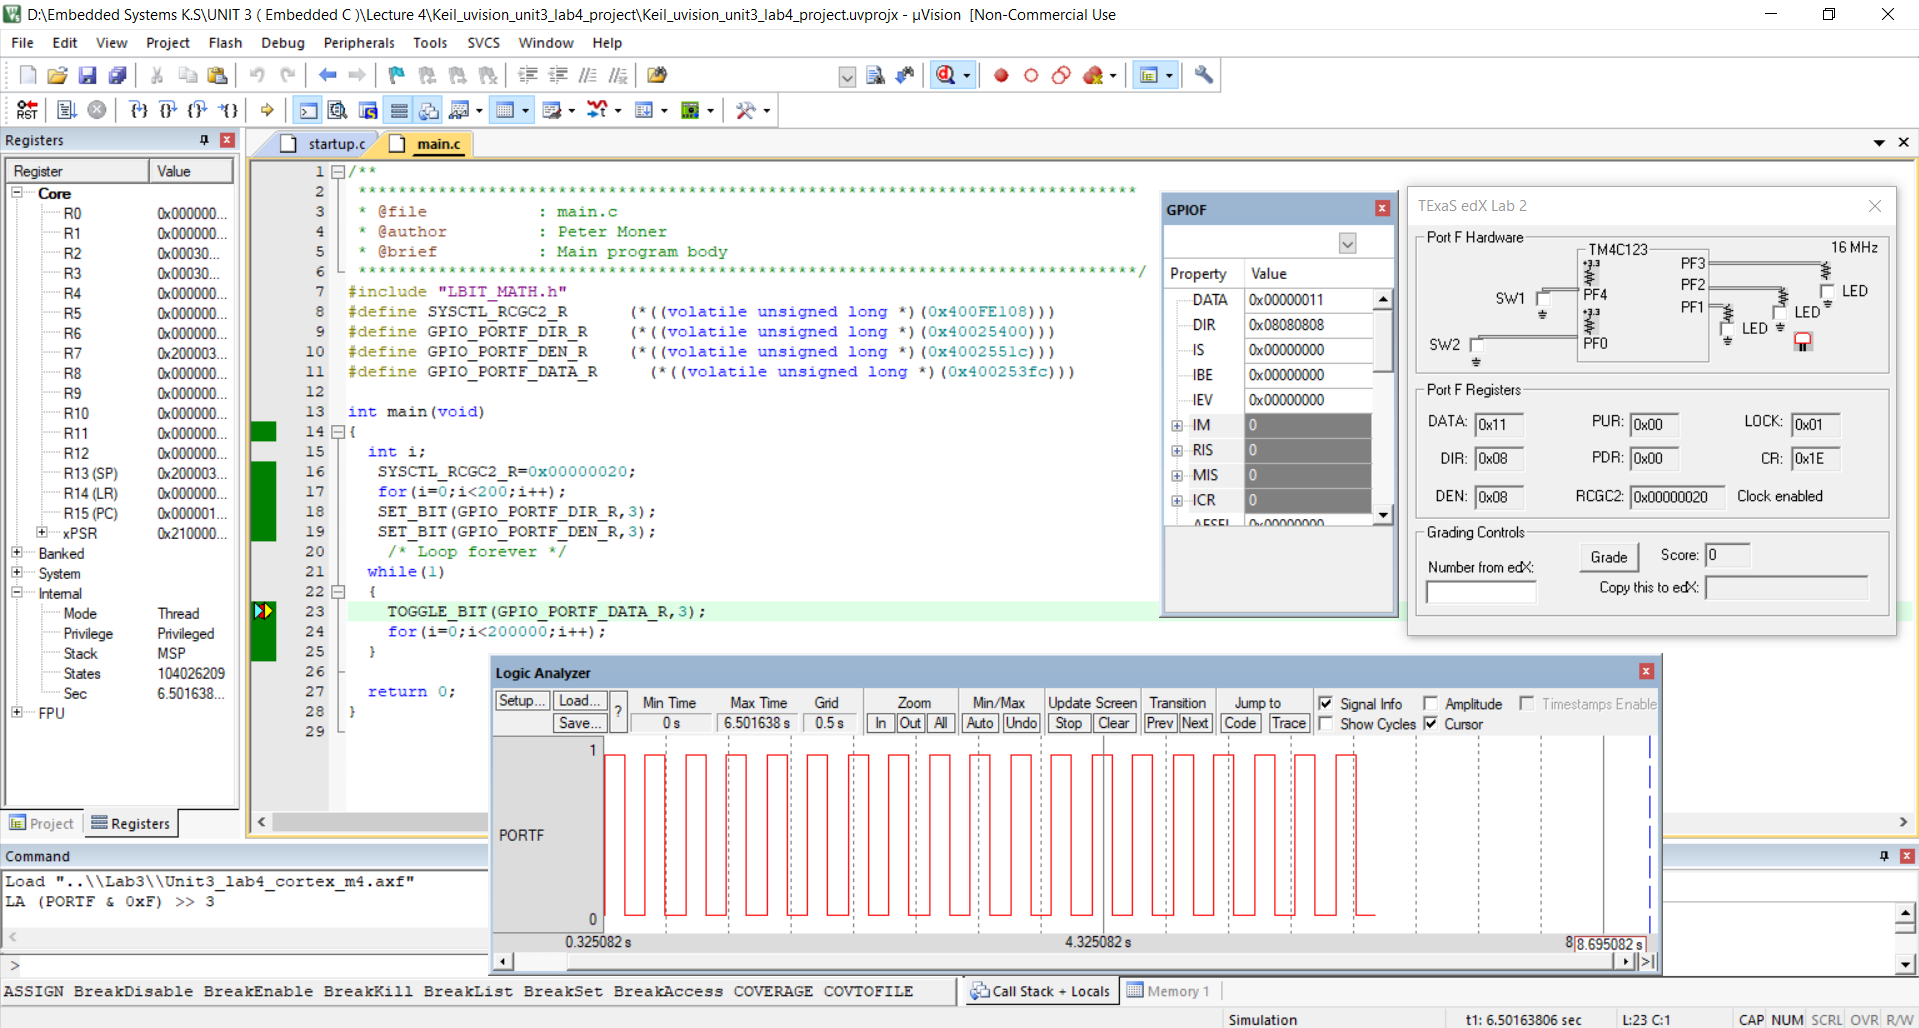 D:\Embedded Systems K.S\UNIT 3 ( Embedded C )\Lecture 4\Keil_uvision_unit3_lab4_project\Keil_uvision_unit3_lab4_project.uvprojx - µVision  [Non-Commercial Use
File Edit View Project Flash Debug Peripherals Tools SVCS Window Help
RST
Registers
Register Value
Core
R0 0x000000...
R1 0x000000...
R2 0x00030...
R3 0x00030...
R4 0x000000...
R5 0x000000...
R6 0x000000...
R7 0x200003...
R8 0x000000...
R9 0x000000...
R10 0x000000...
R11 0x000000...
R12 0x000000...
R13 (SP) 0x200003...
R14 (LR) 0x000000...
R15 (PC) 0x000001...
xPSR 0x210000...
Banked
System
Internal
Mode Thread
Privilege Privileged
Stack MSP
States 104026209
Sec 6.501638...
FPU
Project Registers
startup.c main.c
1 /**
2 ******************************************************************************
3 * @file : main.c
4 * @author : Peter Moner
5 * @brief : Main program body
6 ******************************************************************************/
7 #include "LBIT_MATH.h"
8 #define SYSCTL_RCGC2_R (*((volatile unsigned long *)(0x400FE108)))
9 #define GPIO_PORTF_DIR_R (*((volatile unsigned long *)(0x40025400)))
10 #define GPIO_PORTF_DEN_R (*((volatile unsigned long *)(0x4002551c)))
11 #define GPIO_PORTF_DATA_R (*((volatile unsigned long *)(0x400253fc)))
12
13 int main(void)
14 {
15 int i;
16 SYSCTL_RCGC2_R=0x00000020;
17 for(i=0;i<200;i++);
18 SET_BIT(GPIO_PORTF_DIR_R,3);
19 SET_BIT(GPIO_PORTF_DEN_R,3);
20 /* Loop forever */
21 while(1)
22 {
23 TOGGLE_BIT(GPIO_PORTF_DATA_R,3);
24 for(i=0;i<200000;i++);
25 }
26
27 return 0;
28 }
29
GPIOF
Property Value
DATA 0x00000011
DIR 0x08080808
IS 0x00000000
IBE 0x00000000
IEV 0x00000000
IM 0
RIS 0
MIS 0
ICR 0
AFSEL 0x00000000
TExaS edX Lab 2
Port F Hardware
TM4C123 16 MHz
+3.3 PF3
SW1 PF4 PF2 LED
+3.3 PF1 LED
SW2 PF0 LED
Port F Registers
DATA: 0x11 PUR: 0x00 LOCK: 0x01
DIR: 0x08 PDR: 0x00 CR: 0x1E
DEN: 0x08 RCGC2: 0x00000020 Clock enabled
Grading Controls
Number from edX: Grade Score: 0
Copy this to edX:
Logic Analyzer
Setup... Load... Save... ? Min Time 0 s Max Time 6.501638 s Grid 0.5 s Zoom In Out All Min/Max Auto Undo Update Screen Stop Clear Transition Prev Next Jump to Code Trace
Signal Info Amplitude Timestamps Enable
Show Cycles Cursor
1
PORTF
0
0.325082 s 4.325082 s 8 8.695082 s
Command
Load "..\\Lab3\\Unit3_lab4_cortex_m4.axf"
LA (PORTF & 0xF) >> 3
>
ASSIGN BreakDisable BreakEnable BreakKill BreakList BreakSet BreakAccess COVERAGE COVTOFILE
Call Stack + Locals Memory 1
Simulation t1: 6.50163806 sec L:23 C:1 CAP NUM SCRL OVR R/W